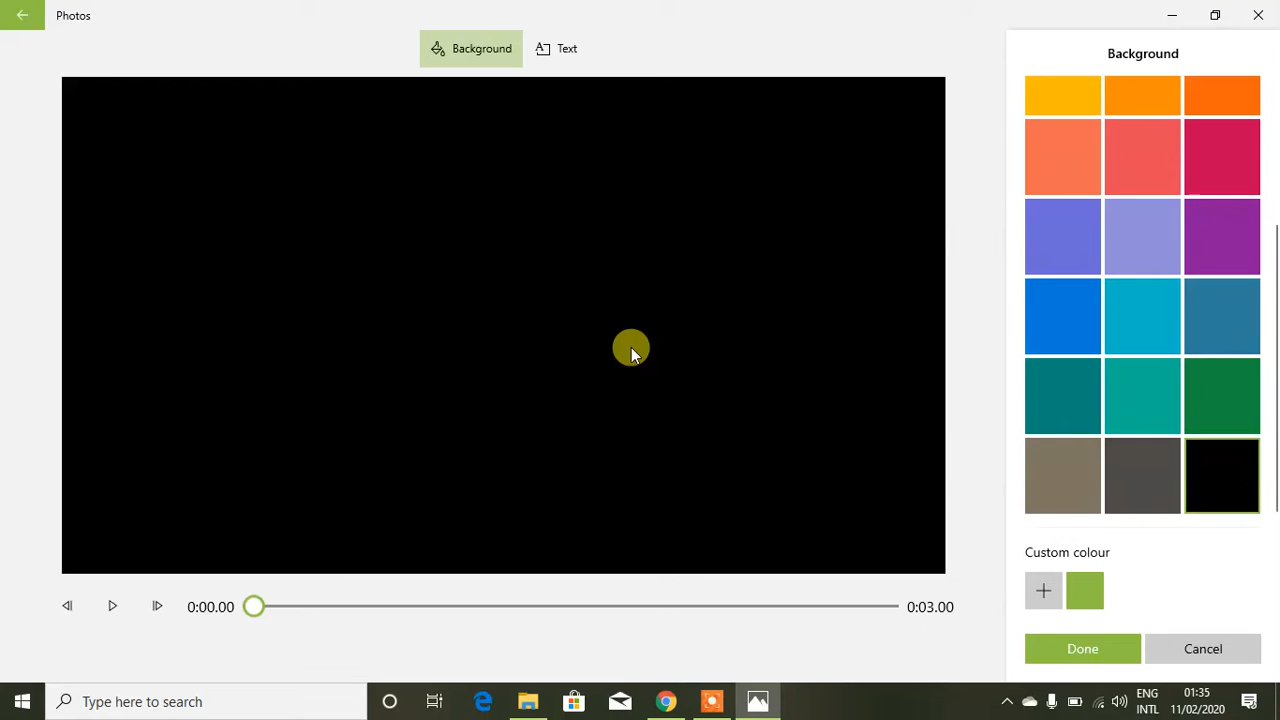 Photos
Background
Text
Background
Custom colour
0:00.00
0:03.00
Done
Cancel
Type here to search
ENG
INTL
01:35
11/02/2020